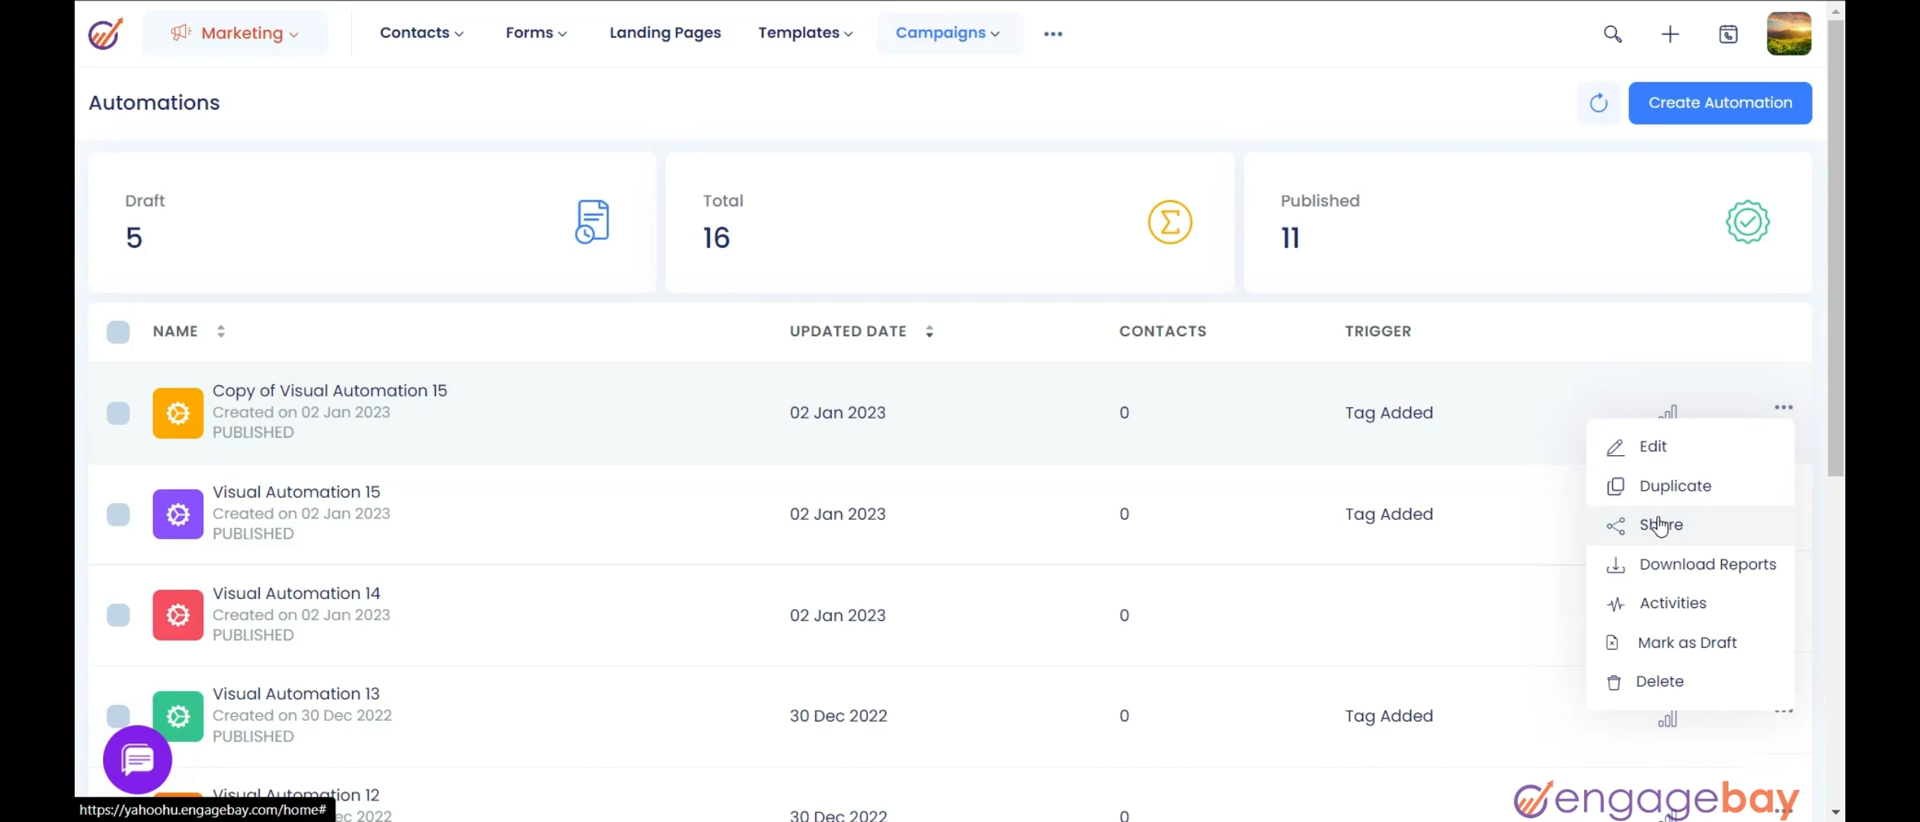 Marketing Contacts Forms Landing Pages Templates Campaigns
Automations Create Automation
Draft Total Published
5 16 11
NAME UPDATED DATE CONTACTS TRIGGER
Copy of Visual Automation 15
Created on 02 Jan 2023 02 Jan 2023 0 Tag Added
PUBLISHED
Edit
Duplicate
Visual Automation 15
Created on 02 Jan 2023 02 Jan 2023 0 Tag Added
PUBLISHED
Share
Download Reports
Visual Automation 14
Created on 02 Jan 2023 02 Jan 2023 0
PUBLISHED
Activities
Mark as Draft
Delete
Visual Automation 13
Created on 30 Dec 2022 30 Dec 2022 0 Tag Added
PUBLISHED
Visual Automation 12
ec 2022 30 Dec 2022 0
https://yahoohu.engagebay.com/home#
engagebay